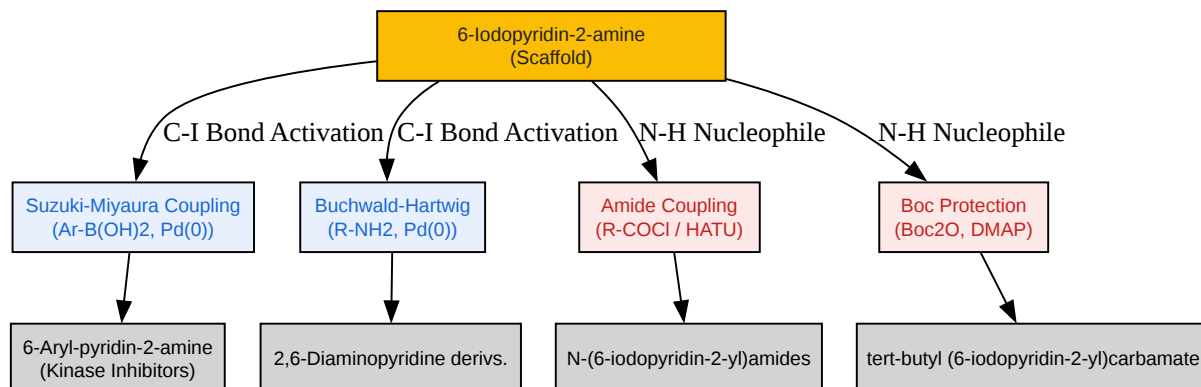 6-Iodopyridin-2-amine
(Scaffold)
C-I Bond Activation
C-I Bond Activation
N-H Nucleophile
N-H Nucleophile
Suzuki-Miyaura Coupling
(Ar-B(OH)2, Pd(0))
Buchwald-Hartwig
(R-NH2, Pd(0))
Amide Coupling
(R-COCl / HATU)
Boc Protection
(Boc2O, DMAP)
6-Aryl-pyridin-2-amine
(Kinase Inhibitors)
2,6-Diaminopyridine derivs.
N-(6-iodopyridin-2-yl)amides
tert-butyl (6-iodopyridin-2-yl)carbamate